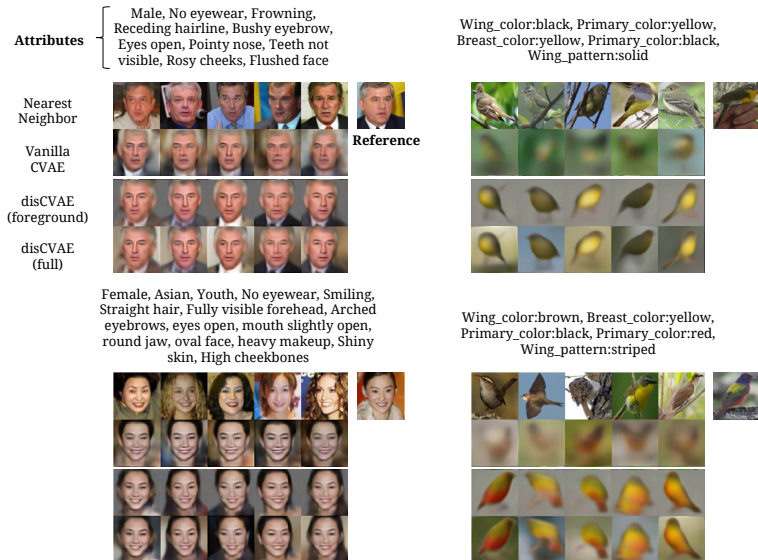 Attributes
Male, No eyewear, Frowning,
Receding hairline, Bushy eyebrow,
Eyes open, Pointy nose, Teeth not
visible, Rosy cheeks, Flushed face
Wing_color:black, Primary_color:yellow,
Breast_color:yellow, Primary_color:black,
Wing_pattern:solid
Nearest
Neighbor
Reference
Vanilla
CVAE
disCVAE
(foreground)
disCVAE
(full)
Female, Asian, Youth, No eyewear, Smiling,
Straight hair, Fully visible forehead, Arched
eyebrows, eyes open, mouth slightly open,
round jaw, oval face, heavy makeup, Shiny
skin, High cheekbones
Wing_color:brown, Breast_color:yellow,
Primary_color:black, Primary_color:red,
Wing_pattern:striped